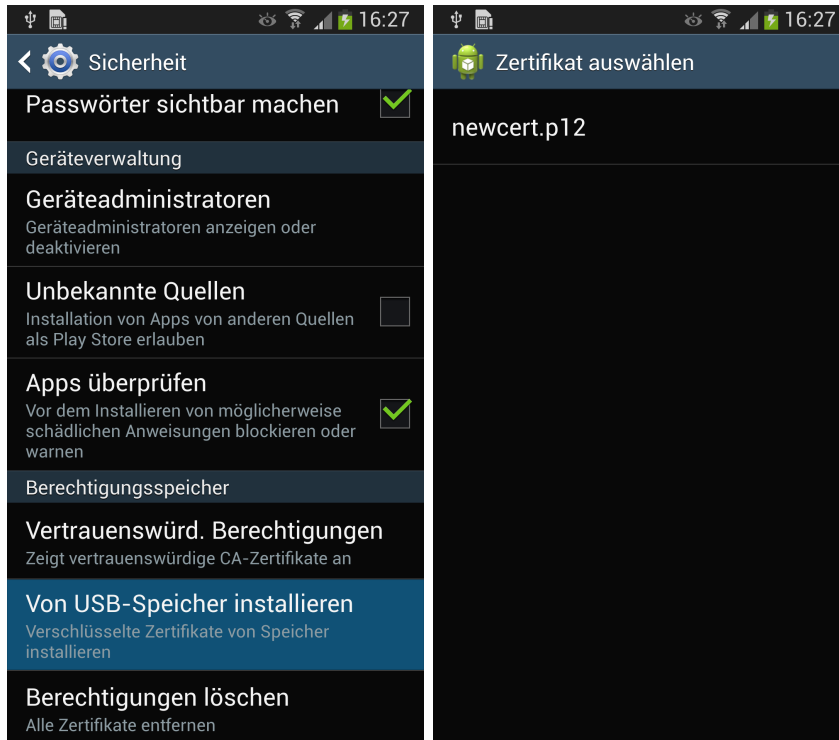 16:27
Sicherheit
Passwörter sichtbar machen
Geräteverwaltung
Geräteadministratoren
Geräteadministratoren anzeigen oder
deaktivieren
Unbekannte Quellen
Installation von Apps von anderen Quellen
als Play Store erlauben
Apps überprüfen
Vor dem Installieren von möglicherweise
schädlichen Anweisungen blockieren oder
warnen
Berechtigungsspeicher
Vertrauenswürd. Berechtigungen
Zeigt vertrauenswürdige CA-Zertifikate an
Von USB-Speicher installieren
Verschlüsselte Zertifikate von Speicher
installieren
Berechtigungen löschen
Alle Zertifikate entfernen
16:27
Zertifikat auswählen
newcert.p12